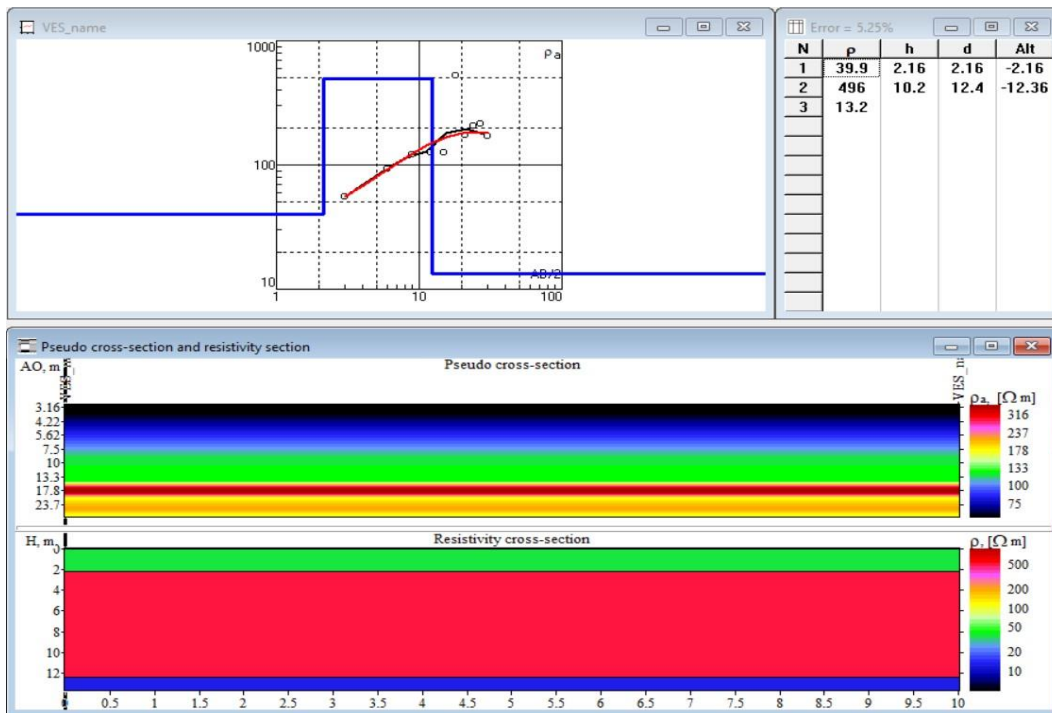 VES_name
1000
ρa
100
10
AB/2
1 10 100
Error = 5.25%
N ρ h d Alt
1 39.9 2.16 2.16 -2.16
2 496 10.2 12.4 -12.36
3 13.2
Pseudo cross-section and resistivity section
AO, m Pseudo cross-section
ρa, [Ω m]
3.16
4.22
5.62
7.5
10
13.3
17.8
23.7
316
237
178
133
100
75
H, m Resistivity cross-section ρ, [Ω m]
0
2
4
6
8
10
12
500
200
100
50
20
10
0 0.5 1 1.5 2 2.5 3 3.5 4 4.5 5 5.5 6 6.5 7 7.5 8 8.5 9 9.5 10